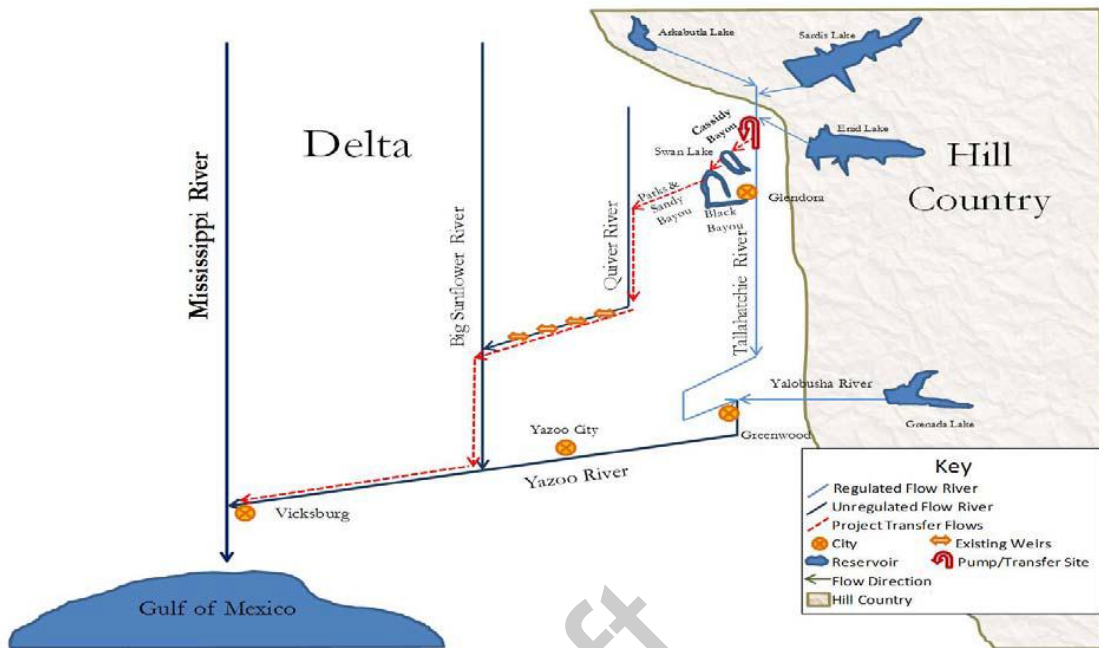 Arkabutla Lake
Sardis Lake
Delta
Cassidy
Bayou
Enid Lake
Swan Lake
Hill
Country
Glendora
Parks &
Sandy
Bayou
Black
Bayou
Mississippi River
Big Sunflower River
Quiver River
Tallahatchie River
Yalobusha River
Grenada Lake
Greenwood
Yazoo City
Yazoo River
Vicksburg
Gulf of Mexico
Key
Regulated Flow River
Unregulated Flow River
Project Transfer Flows
City
Existing Weirs
Reservoir
Pump/Transfer Site
Flow Direction
Hill Country
ft